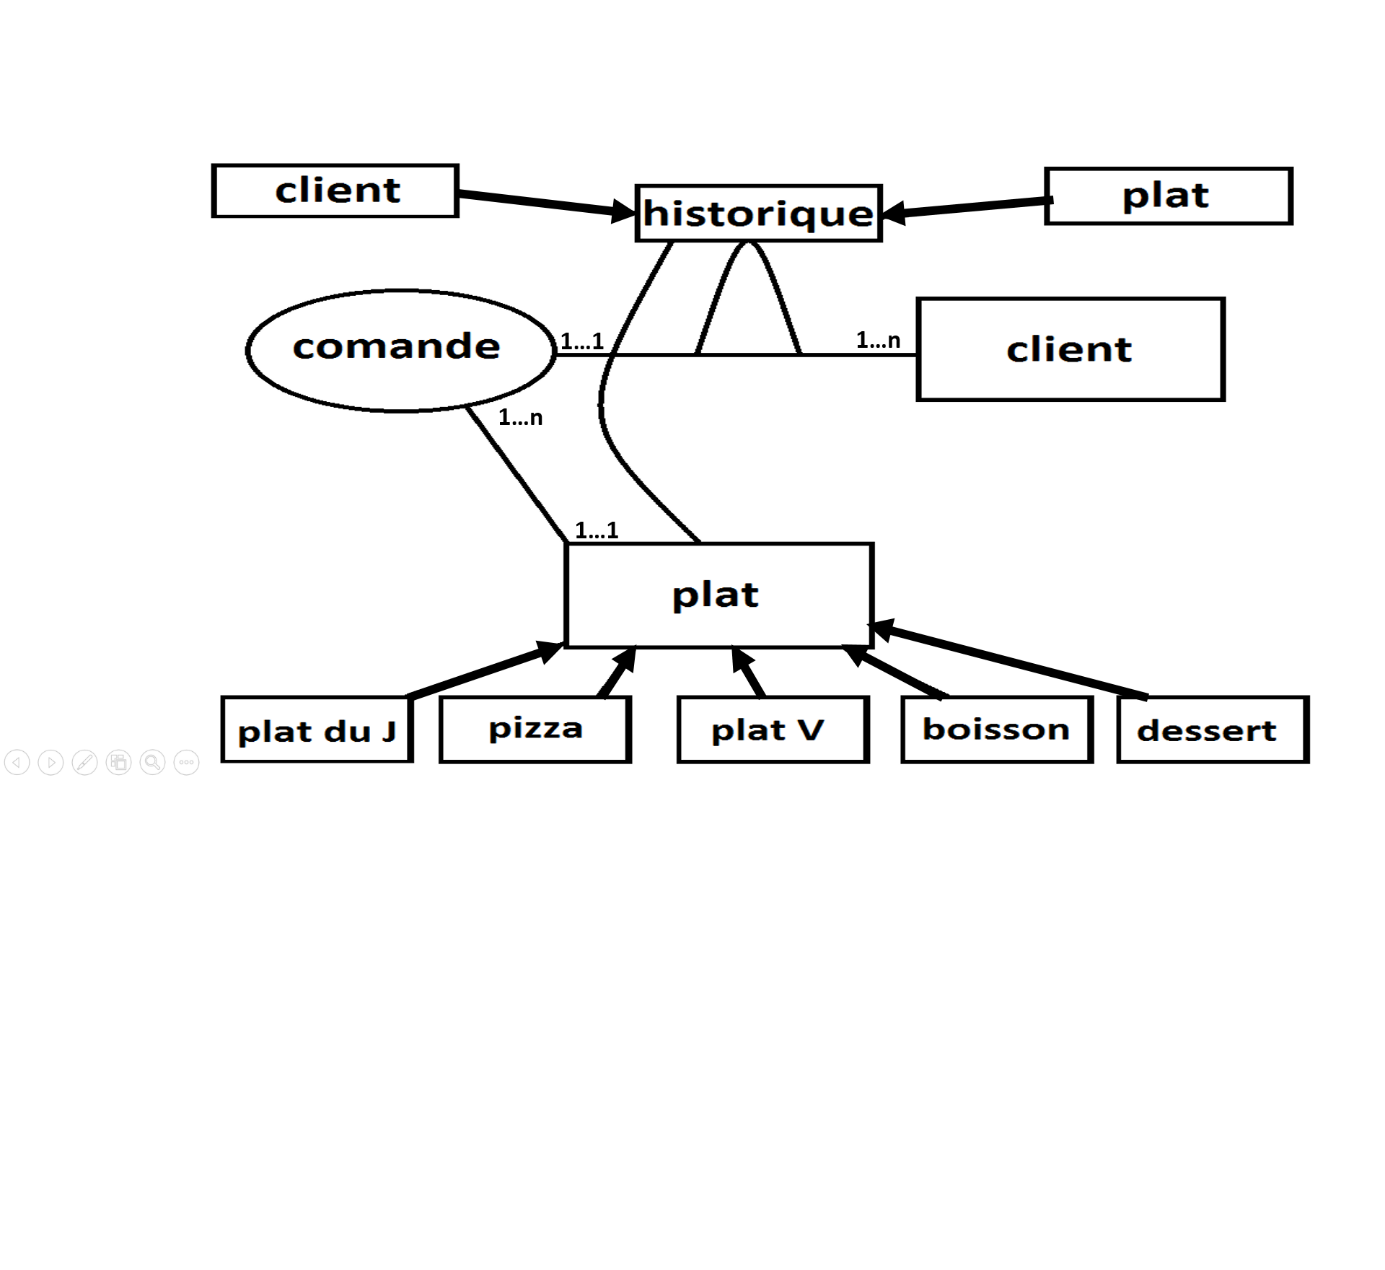 client
historique
plat
comande
1...1
1...n
client
1...n
1...1
plat
plat du J
pizza
plat V
boisson
dessert